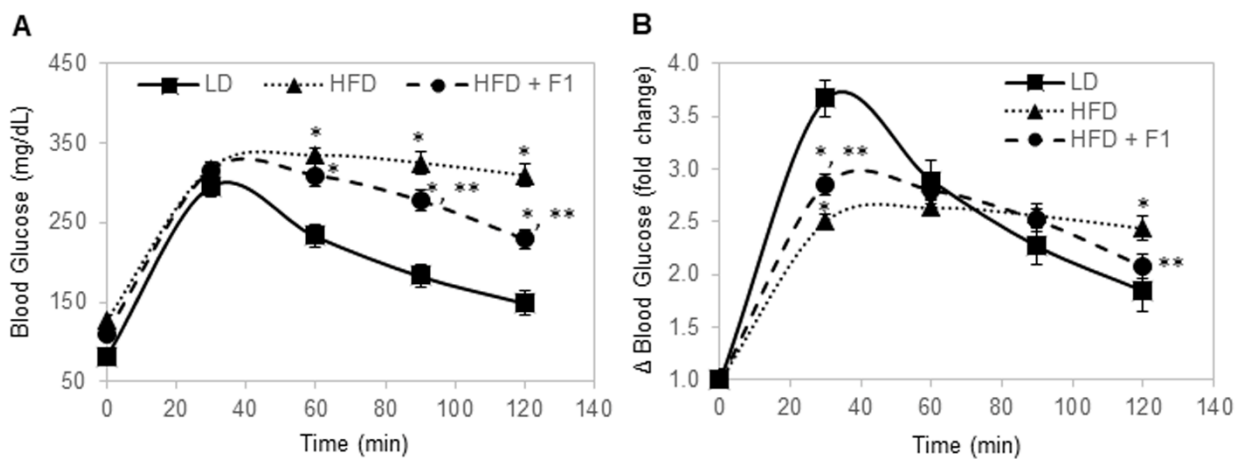 A
B
450
350
250
150
50
LD HFD HFD + F1
*
*
*
*
*, **
*, **
Blood Glucose (mg/dL)
0 20 40 60 80 100 120 140
Time (min)
4.0
3.5
3.0
2.5
2.0
1.5
1.0
LD
HFD
HFD + F1
*, **
*
*
**
Δ Blood Glucose (fold change)
0 20 40 60 80 100 120 140
Time (min)